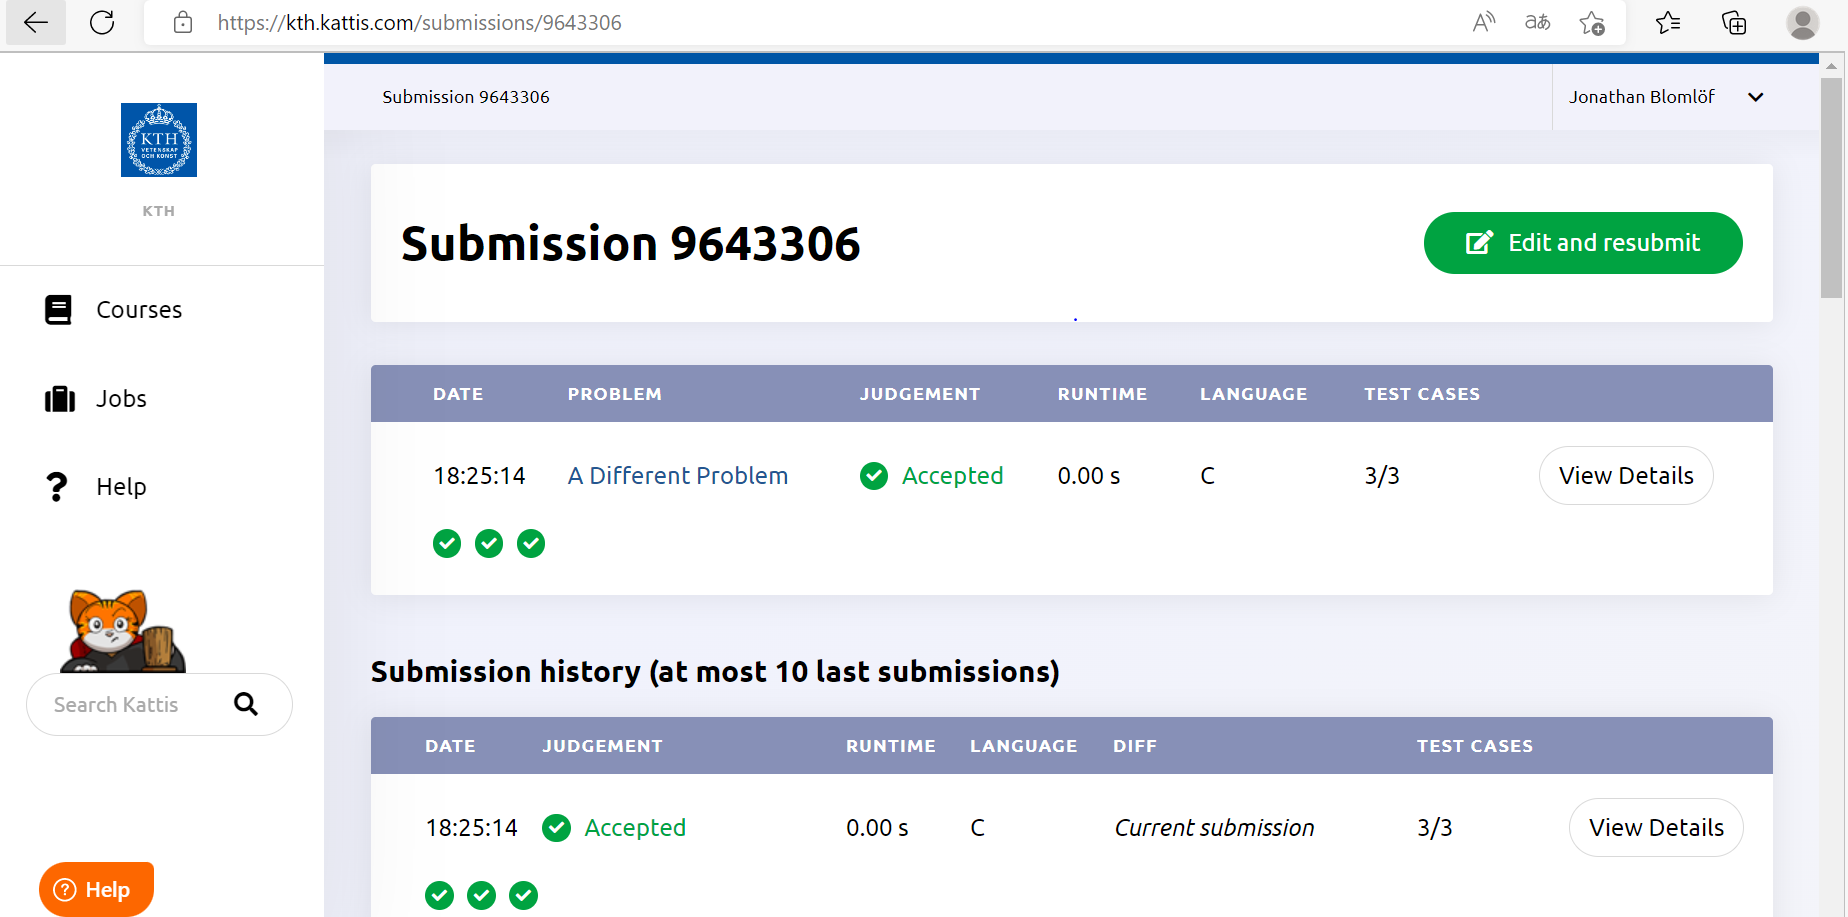 https://kth.kattis.com/submissions/9643306
Submission 9643306
Jonathan Blomlöf
KTH
VETENSKAP
OCH KONST
KTH
Submission 9643306
Edit and resubmit
Courses
Jobs
Help
DATE PROBLEM JUDGEMENT RUNTIME LANGUAGE TEST CASES
18:25:14 A Different Problem Accepted 0.00 s C 3/3 View Details
Submission history (at most 10 last submissions)
Search Kattis
DATE JUDGEMENT RUNTIME LANGUAGE DIFF TEST CASES
18:25:14 Accepted 0.00 s C Current submission 3/3 View Details
Help